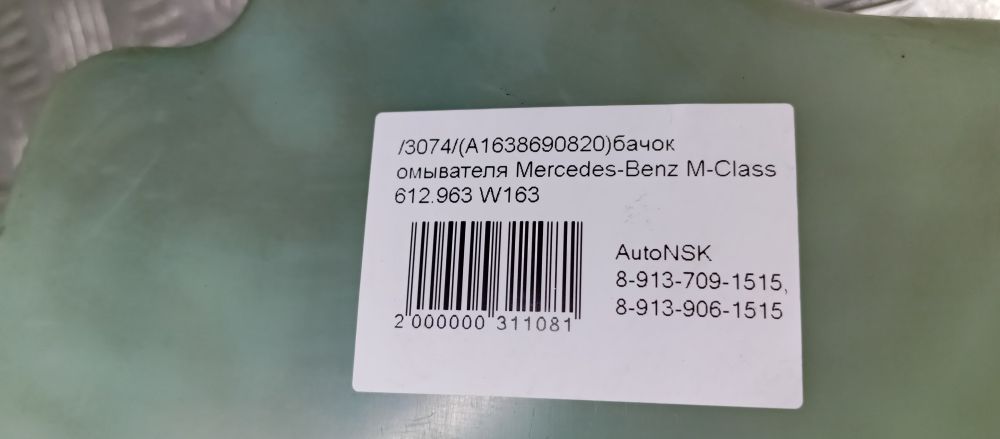 /3074/(A1638690820)бачок
омывателя Mercedes-Benz M-Class
612.963 W163
AutoNSK
8-913-709-1515,
8-913-906-1515
2 000000 311081